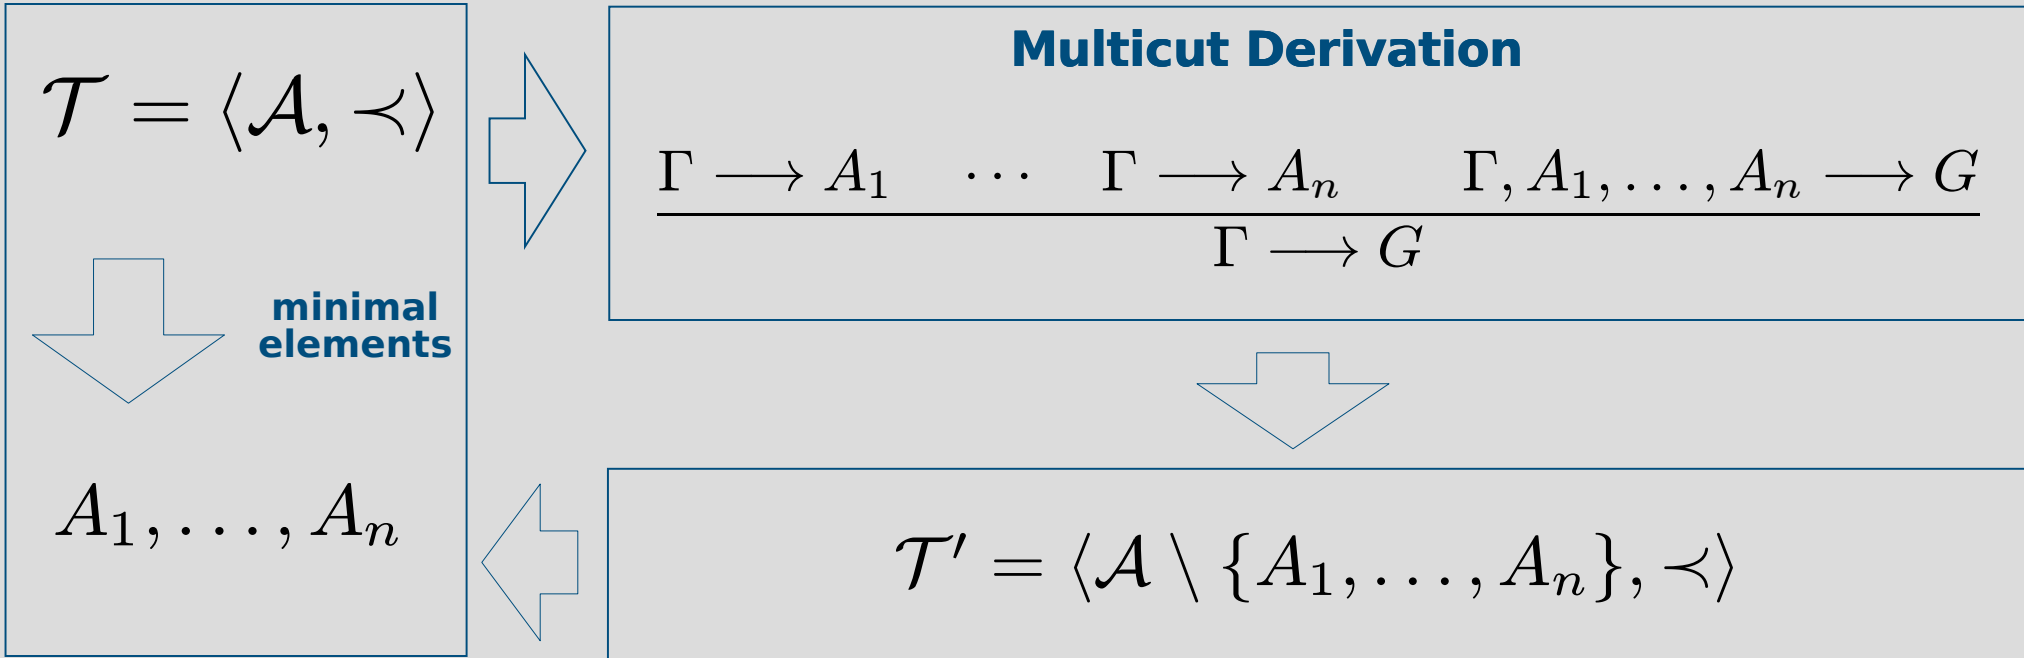 𝒯 = ⟨𝒜, ≺⟩
minimal
elements
A₁, . . . , Aₙ
Multicut Derivation
Γ ⟶ A₁ ··· Γ ⟶ Aₙ Γ, A₁, . . . , Aₙ ⟶ G
Γ ⟶ G
𝒯′ = ⟨𝒜 \ {A₁, . . . , Aₙ}, ≺⟩